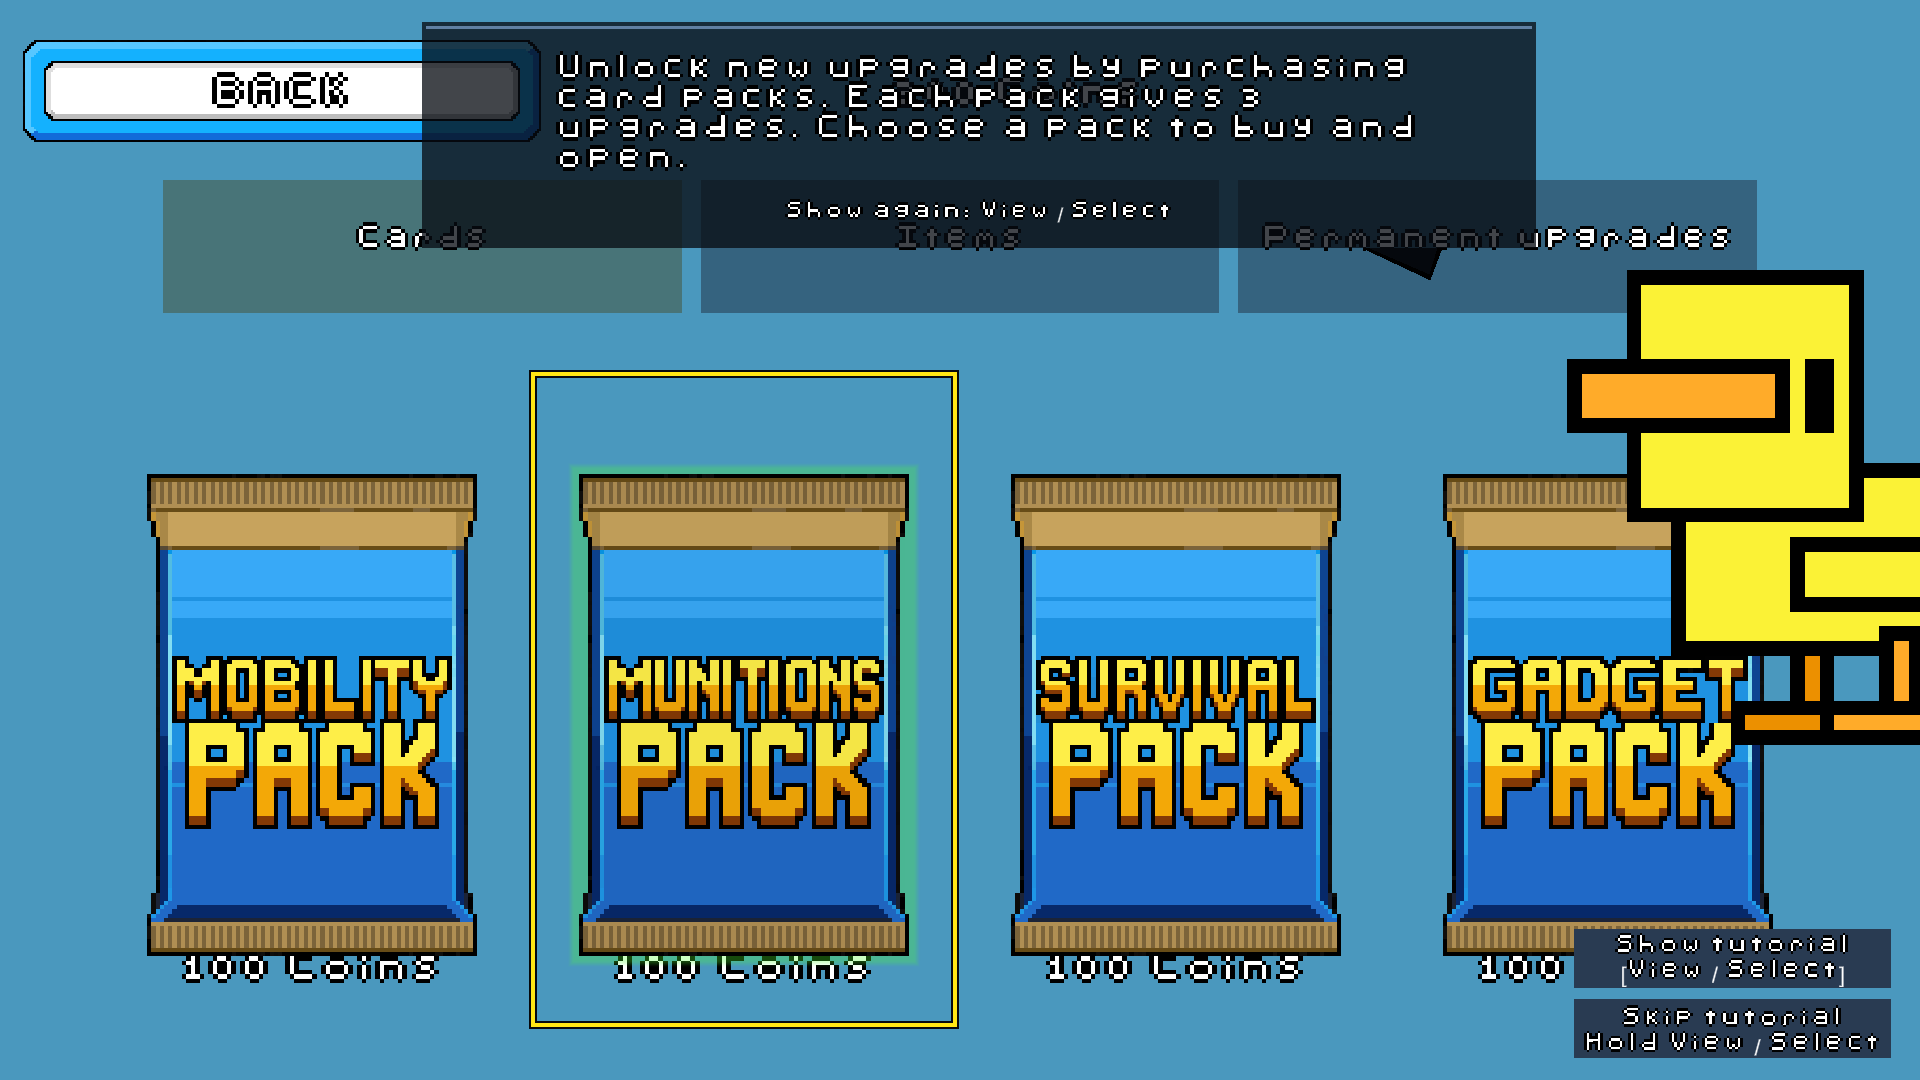 BACK
Unlock new upgrades by purchasing
card packs. Each pack gives 3
upgrades. Choose a pack to buy and
open.
Show again: View / Select
Cards
Items
Permanent upgrades
MOBILITY
PACK
100 Coins
MUNITIONS
PACK
100 Coins
SURVIVAL
PACK
100 Coins
GADGET
PACK
100
Show tutorial
[View / Select]
Skip tutorial
Hold View / Select